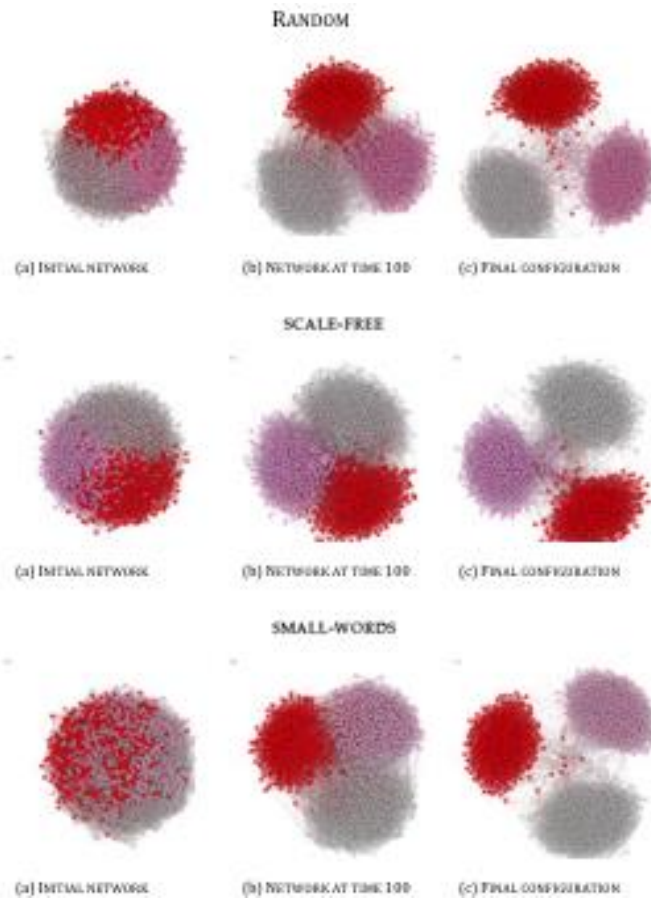 RANDOM
(a) INITIAL NETWORK (b) NETWORK AT TIME 100 (c) FINAL CONFIGURATION
SCALE-FREE
(a) INITIAL NETWORK (b) NETWORK AT TIME 100 (c) FINAL CONFIGURATION
SMALL-WORDS
(a) INITIAL NETWORK (b) NETWORK AT TIME 100 (c) FINAL CONFIGURATION